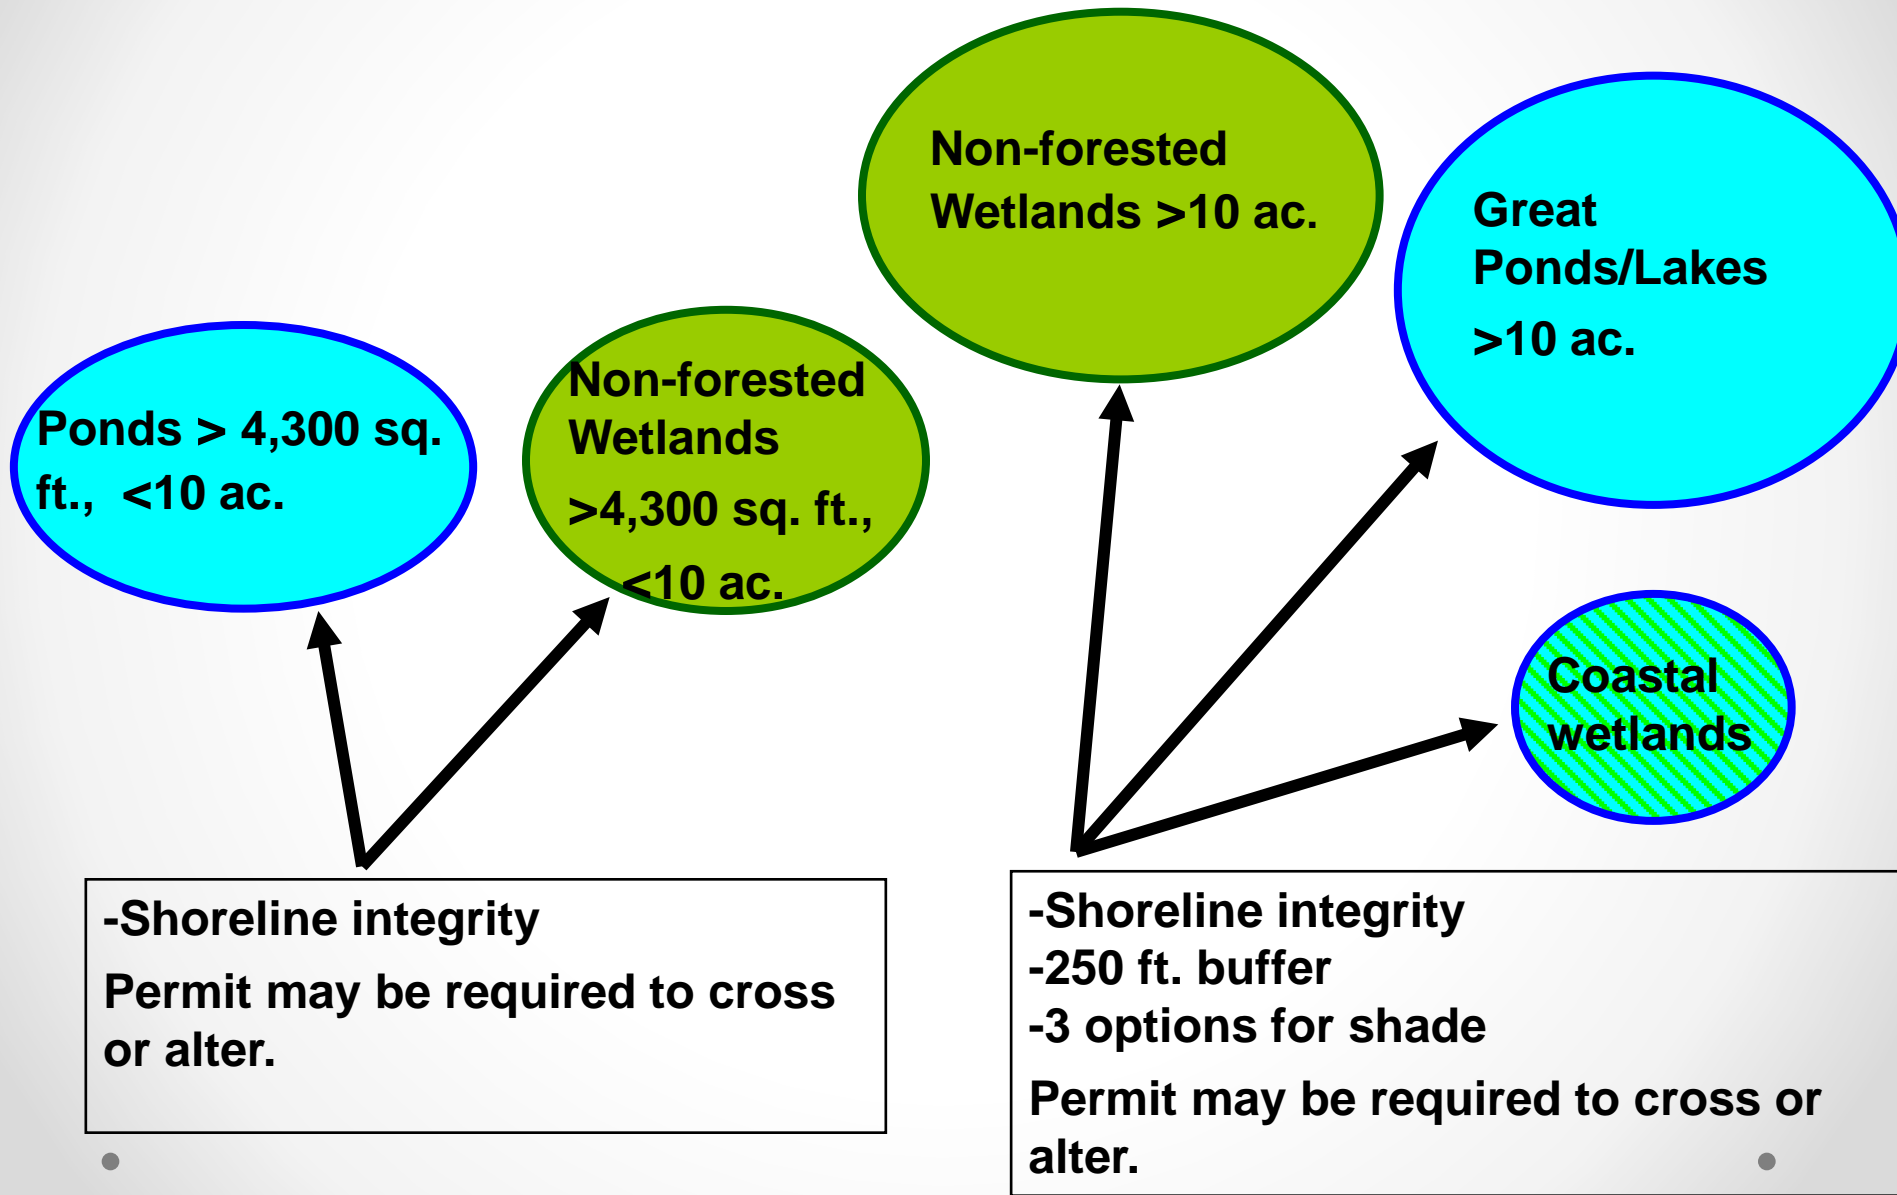 Non-forested
Wetlands >10 ac.
Great
Ponds/Lakes
>10 ac.
Ponds > 4,300 sq.
ft., <10 ac.
Non-forested
Wetlands
>4,300 sq. ft.,
<10 ac.
Coastal
wetlands
-Shoreline integrity
Permit may be required to cross
or alter.
-Shoreline integrity
-250 ft. buffer
-3 options for shade
Permit may be required to cross or
alter.